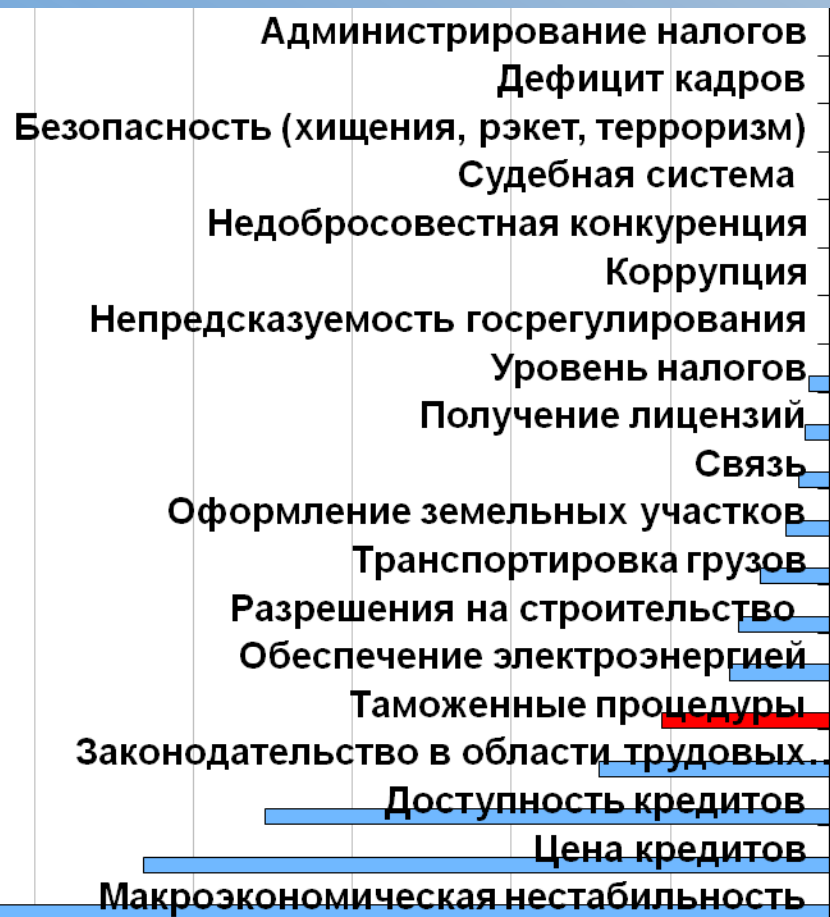 Администрирование налогов
Дефицит кадров
Безопасность (хищения, рэкет, терроризм)
Судебная система
Недобросовестная конкуренция
Коррупция
Непредсказуемость госрегулирования
Уровень налогов
Получение лицензий
Связь
Оформление земельных участков
Транспортировка грузов
Разрешения на строительство
Обеспечение электроэнергией
Таможенные процедуры
Законодательство в области трудовых..
Доступность кредитов
Цена кредитов
Макроэкономическая нестабильность